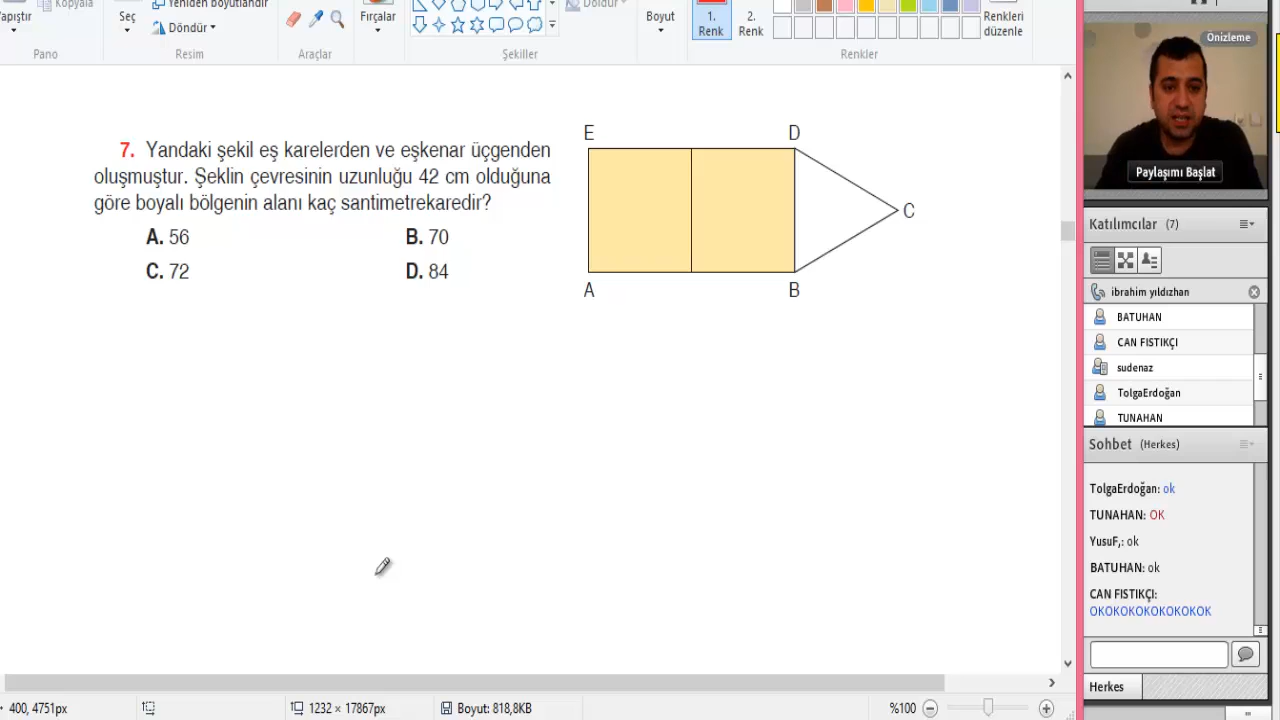 Kopyala
Yeniden boyutlandır
Yapıştır
Seç
Döndür
Fırçalar
Doldur
Boyut
1.
Renk
2.
Renk
Renkleri
düzenle
Pano
Resim
Araçlar
Şekiller
Renkler
Önizleme
Paylaşımı Başlat
7. Yandaki şekil eş karelerden ve eşkenar üçgenden
oluşmuştur. Şeklin çevresinin uzunluğu 42 cm olduğuna
göre boyalı bölgenin alanı kaç santimetrekaredir?
A. 56
B. 70
C. 72
D. 84
E
D
C
A
B
Katılımcılar (7)
ibrahim yıldızhan
BATUHAN
CAN FISTIKÇI
sudenaz
TolgaErdoğan
TUNAHAN
Sohbet (Herkes)
TolgaErdoğan: ok
TUNAHAN: OK
YusuF,: ok
BATUHAN: ok
CAN FISTIKÇI:
OKOKOKOKOKOKOKOK
Herkes
400, 4751px
1232 × 17867px
Boyut: 818,8KB
%100